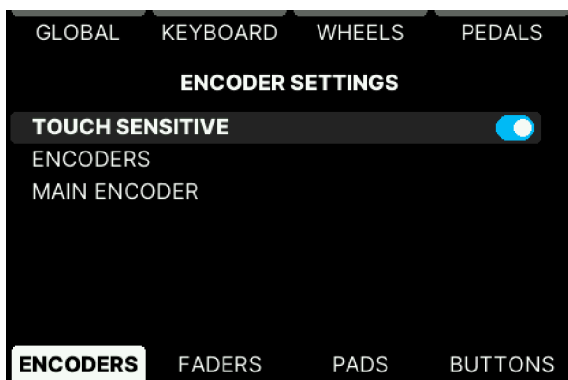 GLOBAL KEYBOARD WHEELS PEDALS
ENCODER SETTINGS
TOUCH SENSITIVE
ENCODERS
MAIN ENCODER
ENCODERS FADERS PADS BUTTONS